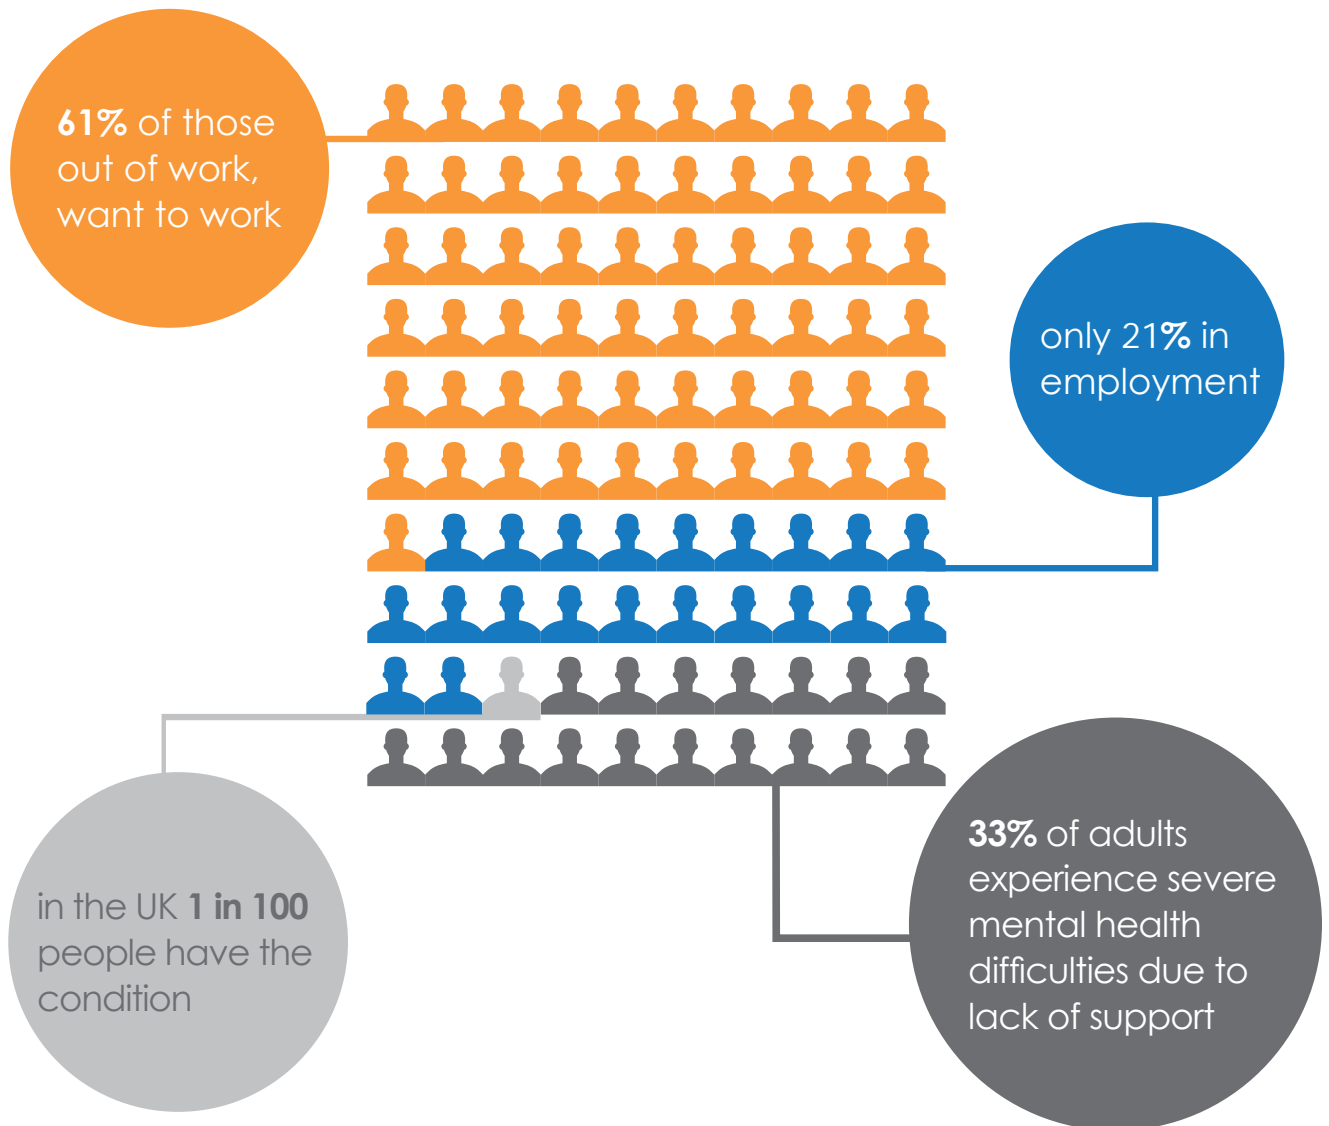 61% of those
out of work,
want to work
only 21% in
employment
in the UK 1 in 100
people have the
condition
33% of adults
experience severe
mental health
difficulties due to
lack of support